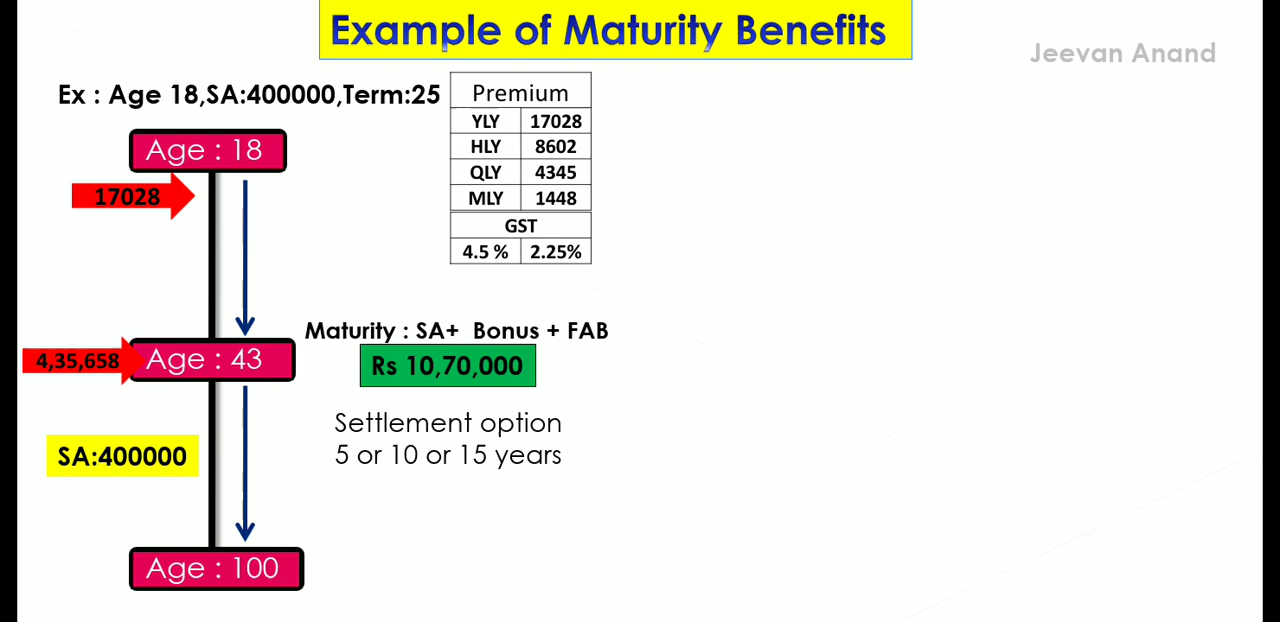 Example of Maturity Benefits
Jeevan Anand
Ex : Age 18,SA:400000,Term:25
Premium
YLY 17028
HLY 8602
QLY 4345
MLY 1448
GST
4.5 % 2.25%
Age : 18
17028
Maturity : SA+ Bonus + FAB
4,35,658
Age : 43
Rs 10,70,000
Settlement option
5 or 10 or 15 years
SA:400000
Age : 100